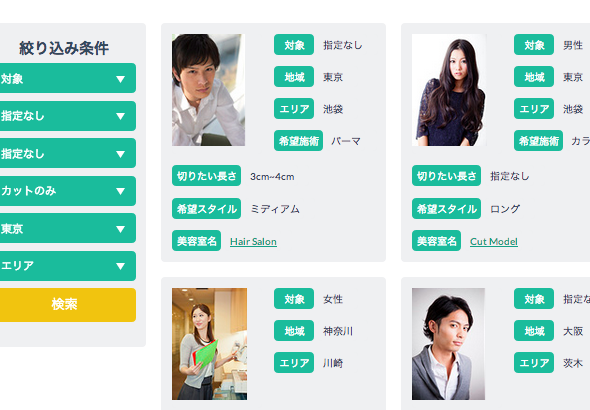 絞り込み条件
対象
指定なし
指定なし
カットのみ
東京
エリア
検索
対象 指定なし
地域 東京
エリア 池袋
希望施術 パーマ
切りたい長さ 3cm~4cm
希望スタイル ミディアム
美容室名 Hair Salon
対象 男性
地域 東京
エリア 池袋
希望施術 カラ
切りたい長さ 指定なし
希望スタイル ロング
美容室名 Cut Model
対象 女性
地域 神奈川
エリア 川崎
対象 指定な
地域 大阪
エリア 茨木